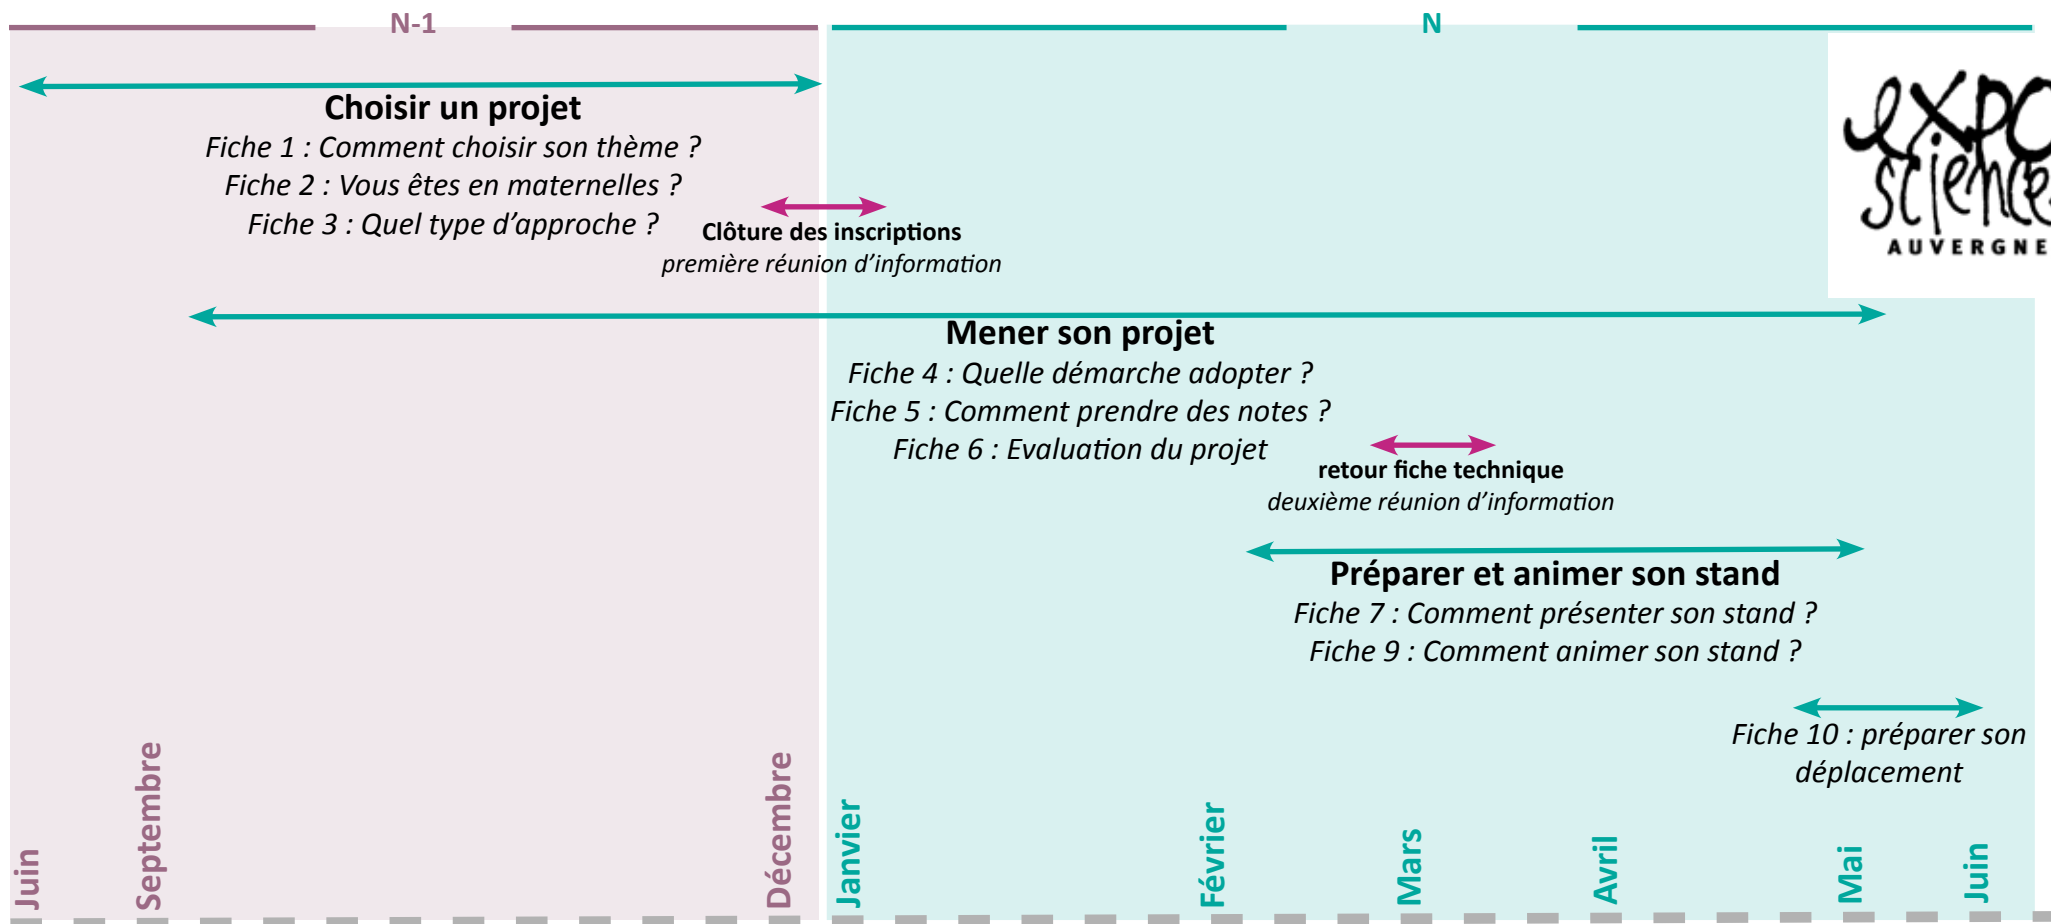 N-1
N
Choisir un projet
Fiche 1 : Comment choisir son thème ?
Fiche 2 : Vous êtes en maternelles ?
Fiche 3 : Quel type d’approche ?
Clôture des inscriptions
première réunion d’information
exPO
science
AUVERGNE
Mener son projet
Fiche 4 : Quelle démarche adopter ?
Fiche 5 : Comment prendre des notes ?
Fiche 6 : Evaluation du projet
retour fiche technique
deuxième réunion d’information
Préparer et animer son stand
Fiche 7 : Comment présenter son stand ?
Fiche 9 : Comment animer son stand ?
Fiche 10 : préparer son
déplacement
Juin
Septembre
Décembre
Janvier
Février
Mars
Avril
Mai
Juin